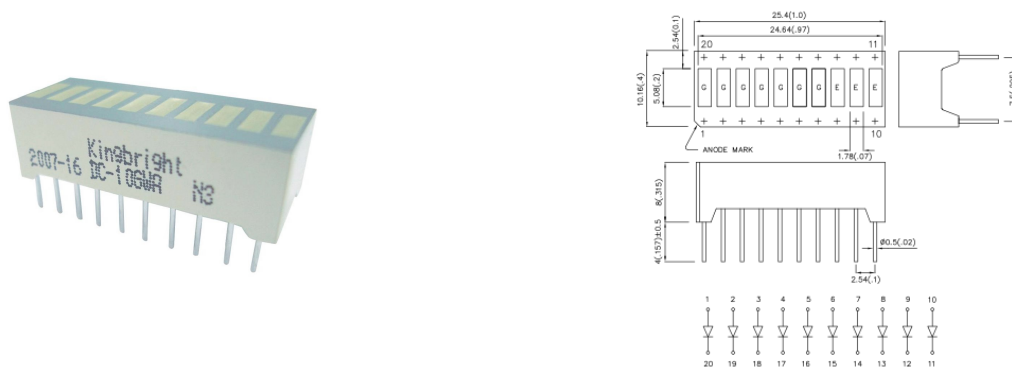 Kingbright
2007-16 DC-10GWA N3
25.4(1.0)
24.64(.97)
2.54(0.1)
20 11
10.16(.4)
5.08(.2)
G G G G G G G E E E
1 10
ANODE MARK
1.78(.07)
8(.315)
4(.157)±0.5
Ø0.5(.02)
2.54(.1)
1 2 3 4 5 6 7 8 9 10
20 19 18 17 16 15 14 13 12 11